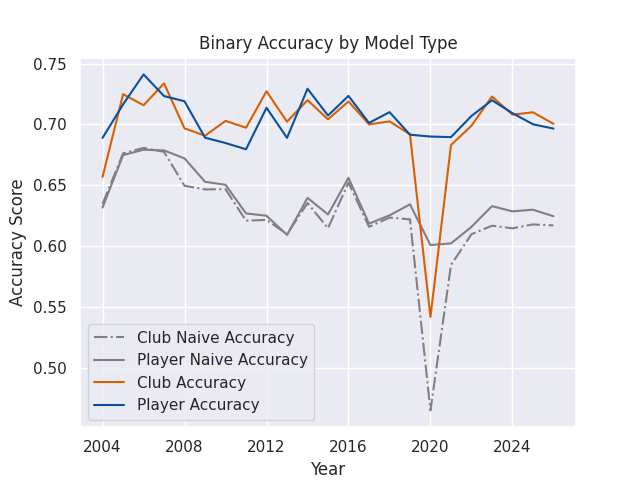 Binary Accuracy by Model Type
0.75
0.70
0.65
0.60
0.55
0.50
Accuracy Score
Club Naive Accuracy
Player Naive Accuracy
Club Accuracy
Player Accuracy
2004 2008 2012 2016 2020 2024
Year